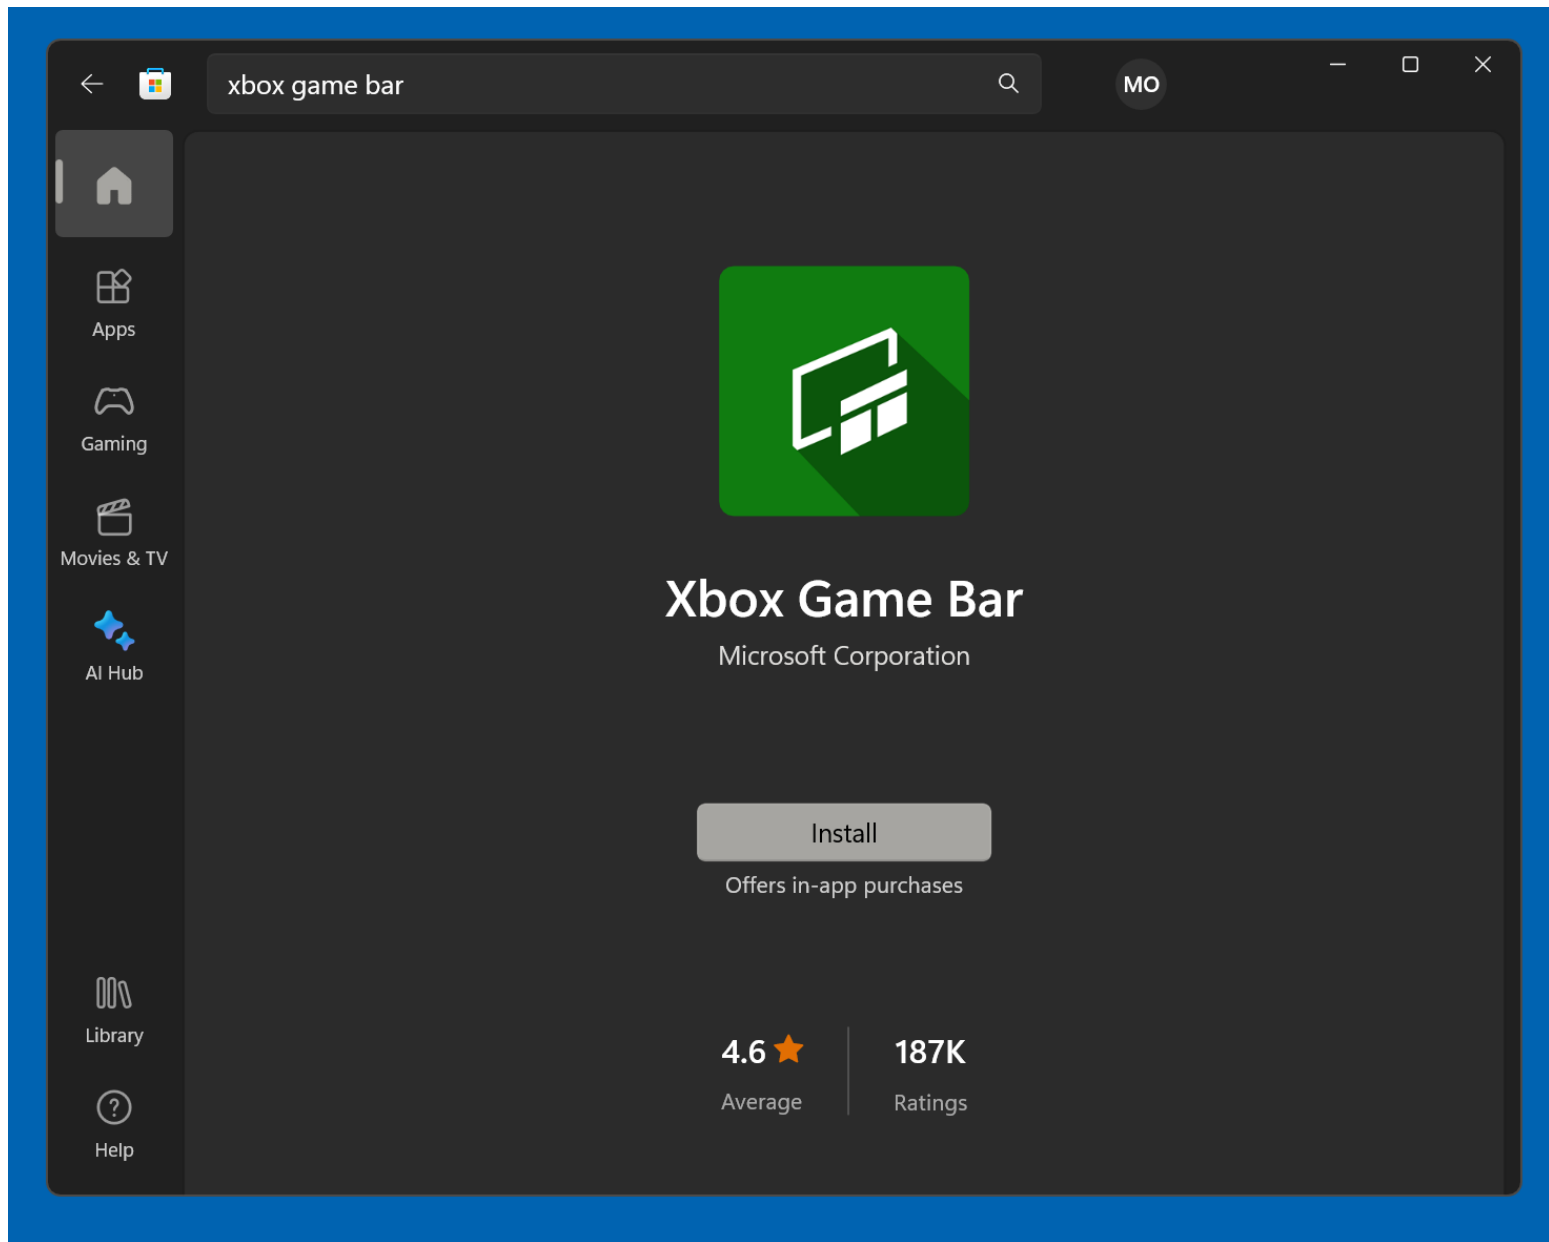 xbox game bar
MO
Apps
Gaming
Movies & TV
AI Hub
Library
Help
Xbox Game Bar
Microsoft Corporation
Install
Offers in-app purchases
4.6
Average
187K
Ratings